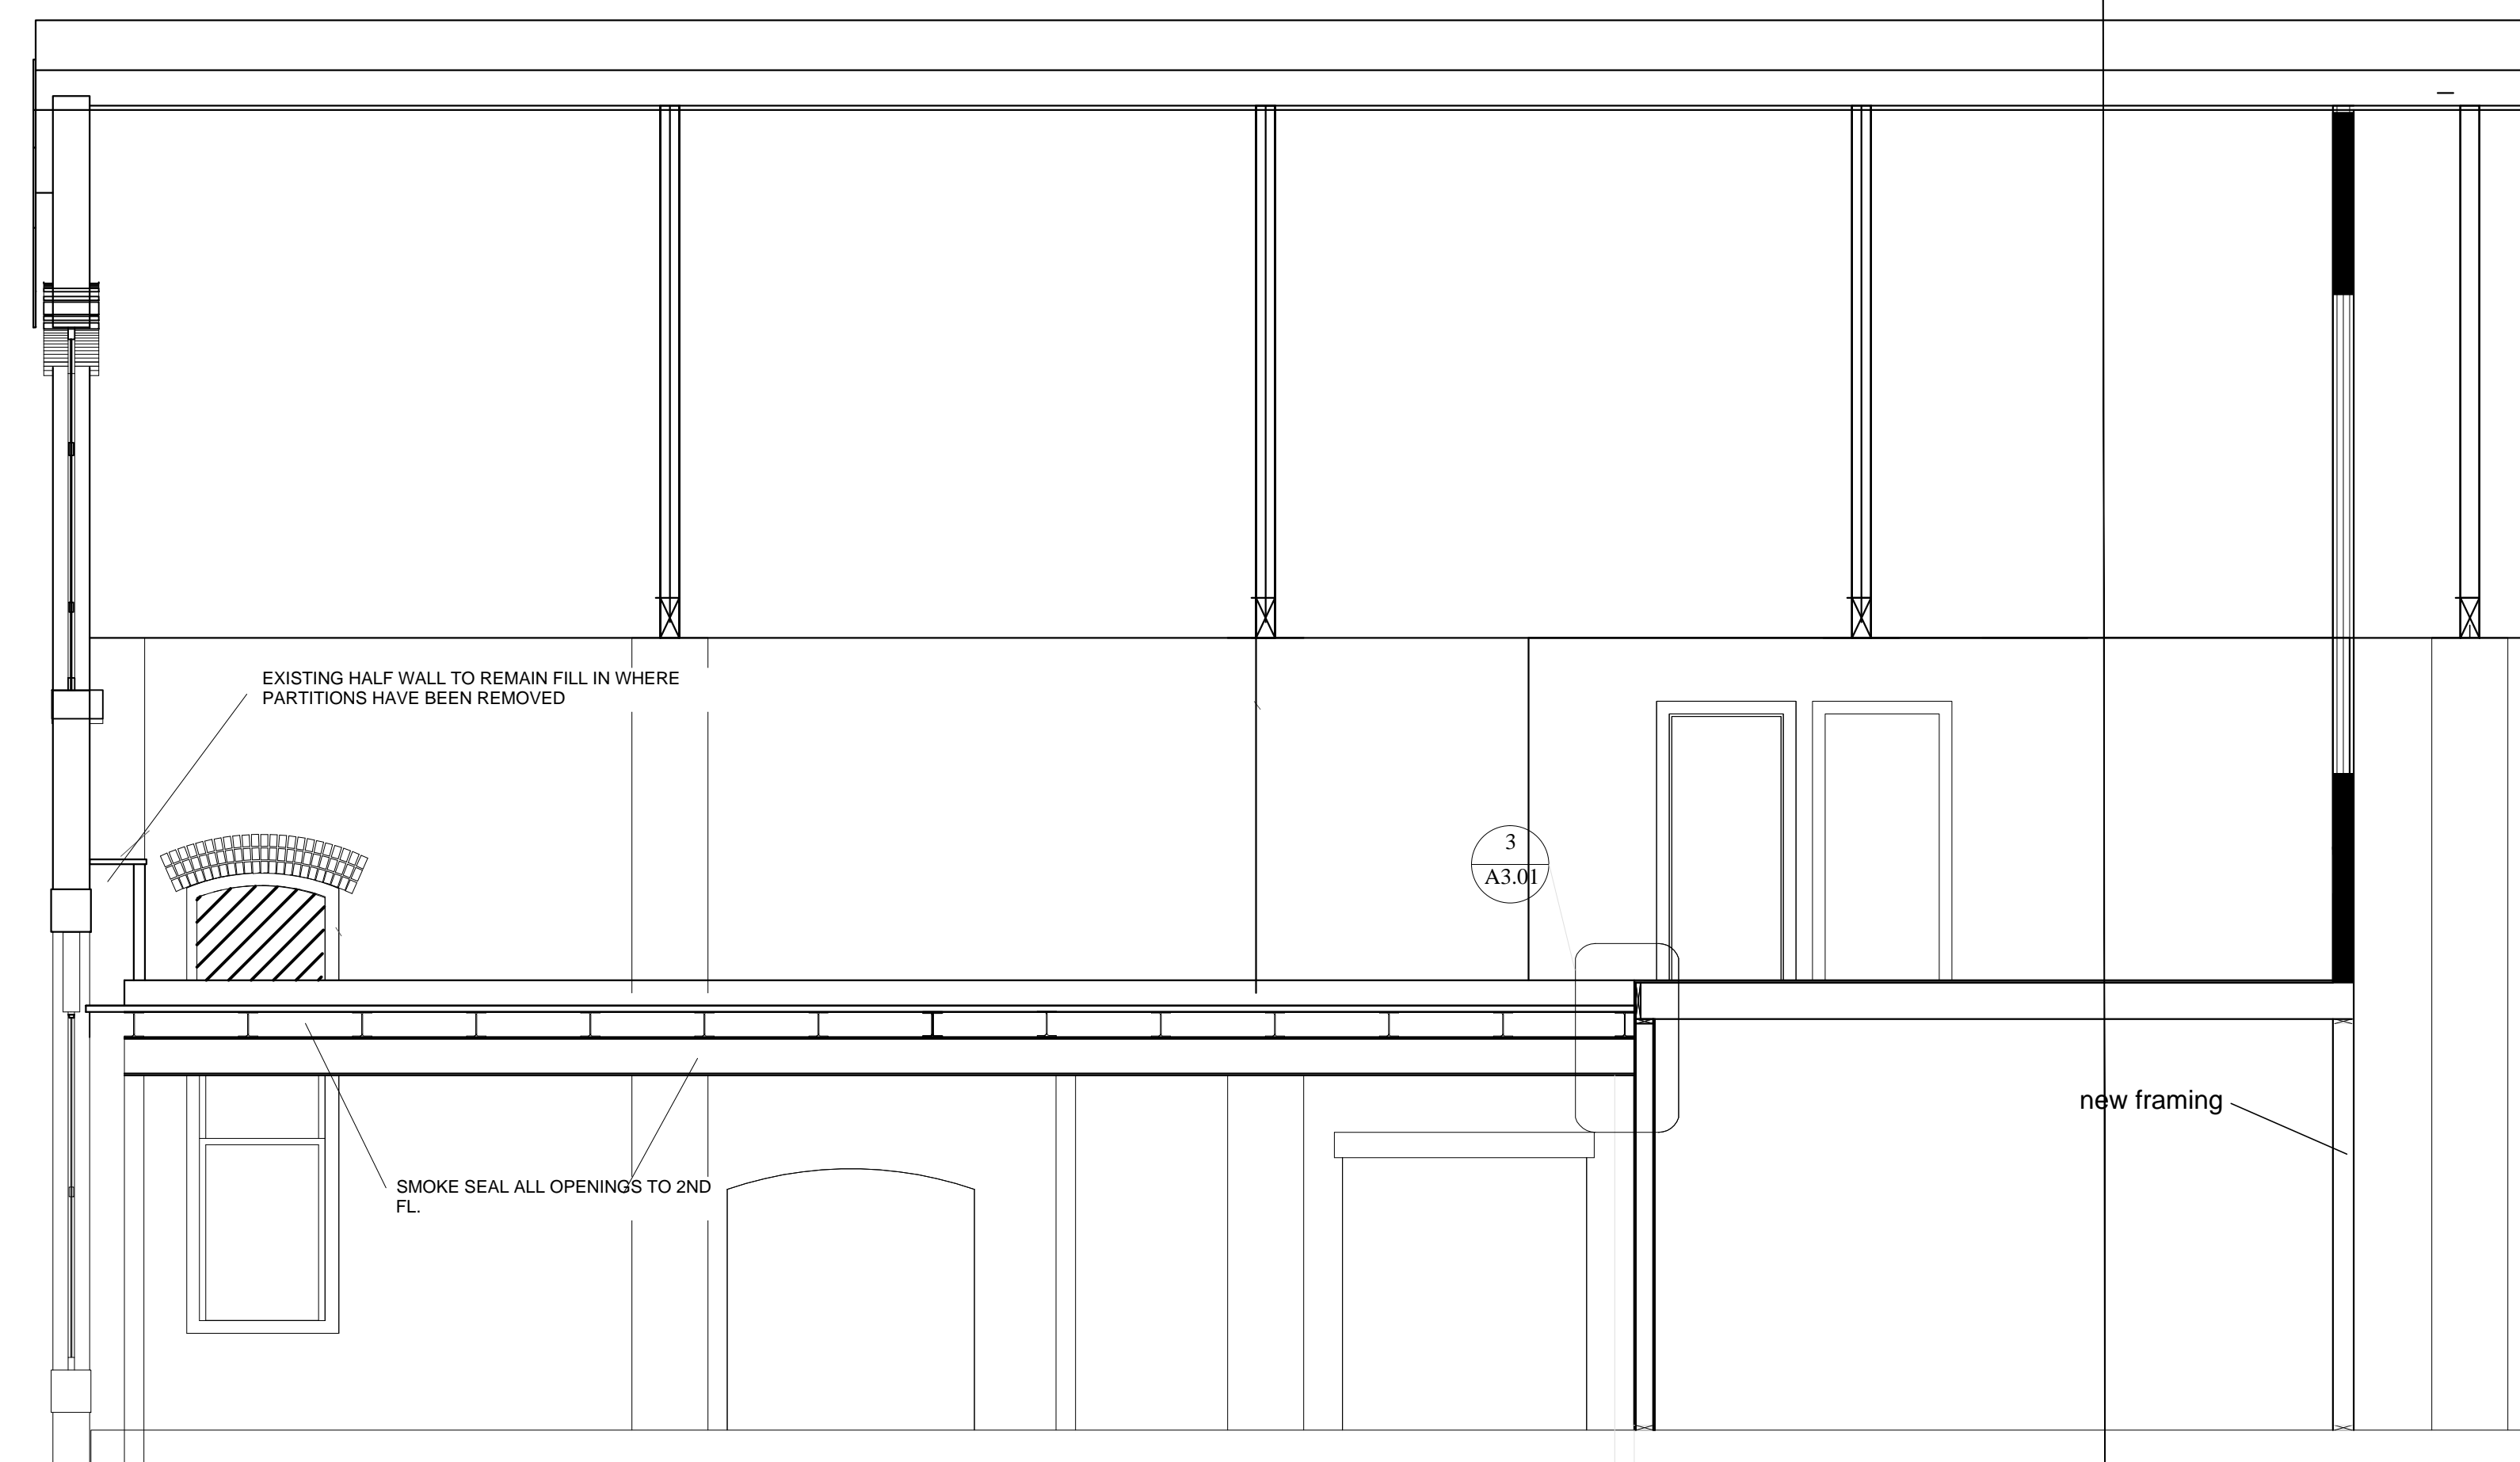 EXISTING HALF WALL TO REMAIN FILL IN WHERE
PARTITIONS HAVE BEEN REMOVED
3
A3.01
new framing
SMOKE SEAL ALL OPENINGS TO 2ND
FL.